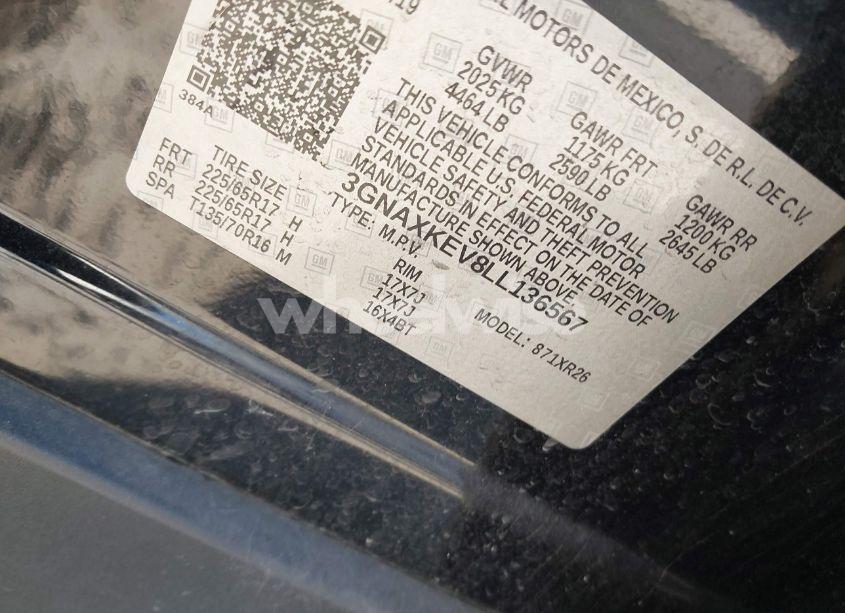 19
L MOTORS DE MEXICO, S. DE R.L. DE C.V.
GVWR
2025 KG
4464 LB
GAWR FRT
1175 KG
2590 LB
GAWR RR
1200 KG
2645 LB
THIS VEHICLE CONFORMS TO ALL
APPLICABLE U.S. FEDERAL MOTOR
VEHICLE SAFETY AND THEFT PREVENTION
STANDARDS IN EFFECT ON THE DATE OF
MANUFACTURE SHOWN ABOVE.
3GNAXKEV8LL136567
TYPE: M.P.V.
MODEL: 871XR26
384A
TIRE SIZE RIM
FRT 225/65R17 H 17X7J
RR 225/65R17 H 17X7J
SPA T135/70R16 M 16X4BT
GM
wheelwise